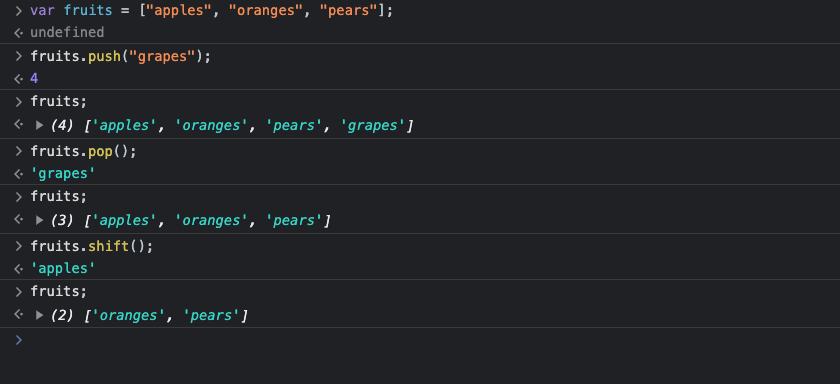 > var fruits = ["apples", "oranges", "pears"];
undefined
> fruits.push("grapes");
4
> fruits;
(4) ['apples', 'oranges', 'pears', 'grapes']
> fruits.pop();
'grapes'
> fruits;
(3) ['apples', 'oranges', 'pears']
> fruits.shift();
'apples'
> fruits;
(2) ['oranges', 'pears']
>